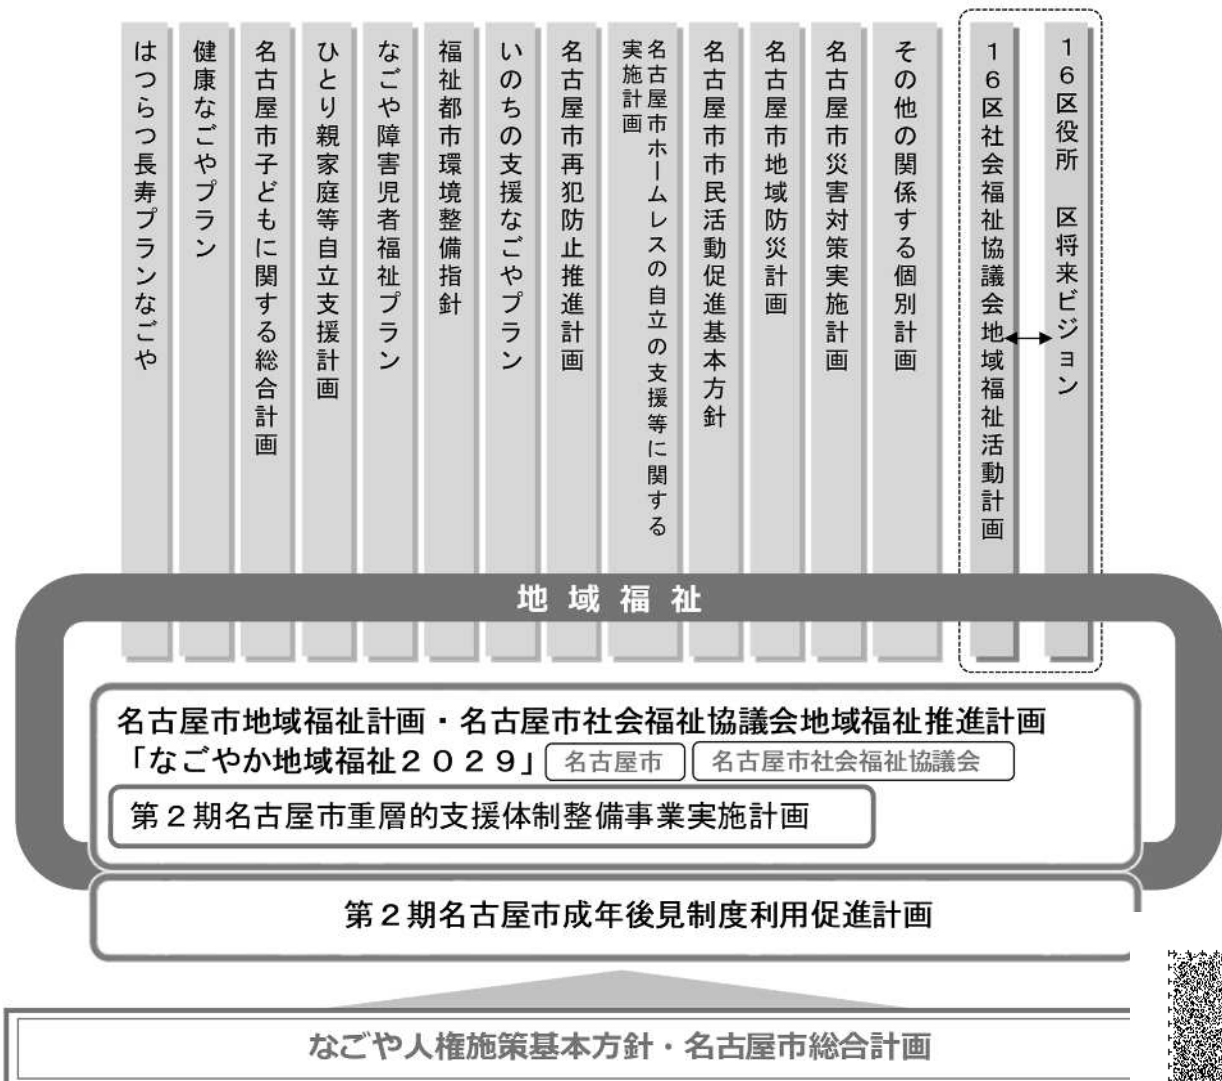 はつらつ長寿プランなごや
健康なごやプラン
名古屋市子どもに関する総合計画
ひとり親家庭等自立支援計画
なごや障害児者福祉プラン
福祉都市環境整備指針
いのちの支援なごやプラン
名古屋市再犯防止推進計画
名古屋市ホームレスの自立の支援等に関する
実施計画
名古屋市市民活動促進基本方針
名古屋市地域防災計画
名古屋市災害対策実施計画
その他の関係する個別計画
16区社会福祉協議会地域福祉活動計画
16区役所 区将来ビジョン
地域福祉
名古屋市地域福祉計画・名古屋市社会福祉協議会地域福祉推進計画
「なごやか地域福祉2029」 名古屋市 名古屋市社会福祉協議会
第2期名古屋市重層的支援体制整備事業実施計画
第2期名古屋市成年後見制度利用促進計画
なごや人権施策基本方針・名古屋市総合計画